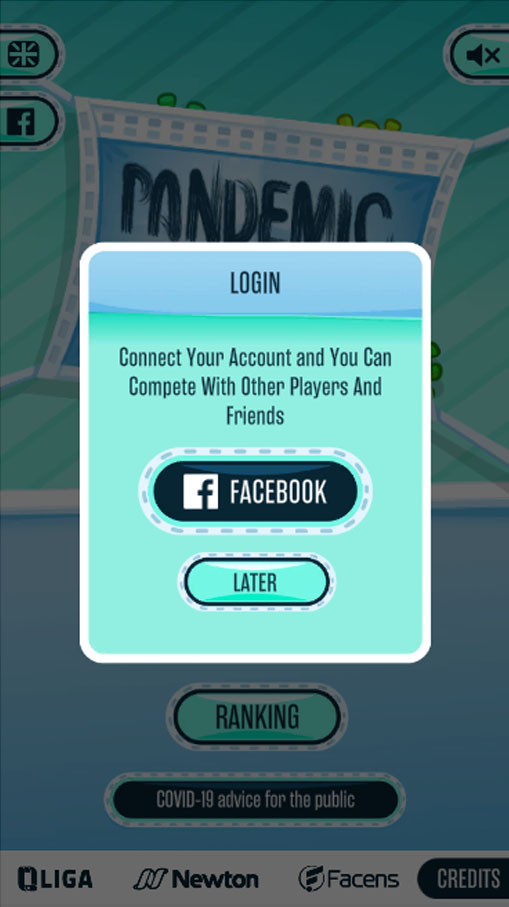 PANDEMIC
LOGIN
Connect Your Account and You Can
Compete With Other Players And
Friends
FACEBOOK
LATER
RANKING
COVID-19 advice for the public
LIGA
Newton
Facens
CREDITS